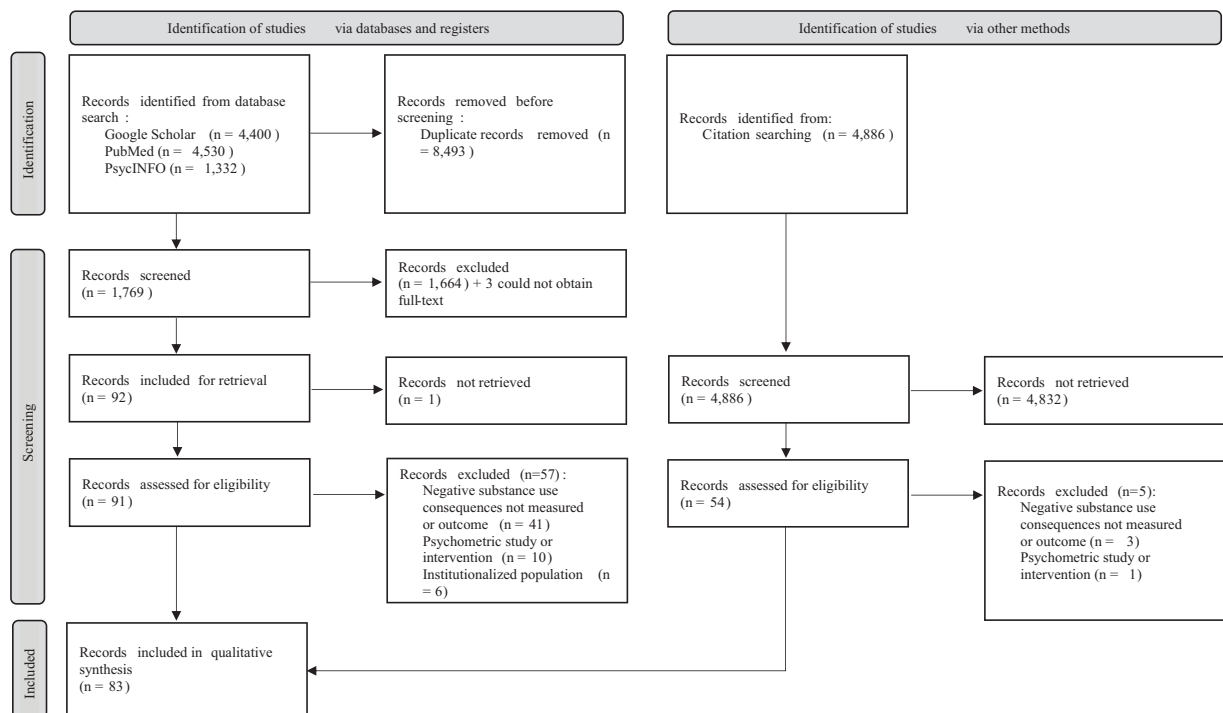 Identification of studies via databases and registers
Identification of studies via other methods
Identification
Records identified from database
search :
Google Scholar (n = 4,400 )
PubMed (n = 4,530 )
PsycINFO (n = 1,332 )
Records removed before
screening :
Duplicate records removed (n
= 8,493 )
Records identified from:
Citation searching (n = 4,886 )
Screening
Records screened
(n = 1,769 )
Records excluded
(n = 1,664 ) + 3 could not obtain
full-text
Records included for retrieval
(n = 92 )
Records not retrieved
(n = 1 )
Records screened
(n = 4,886 )
Records not retrieved
(n = 4,832 )
Records assessed for eligibility
(n = 91 )
Records excluded (n=57) :
Negative substance use
consequences not measured
or outcome (n = 41 )
Psychometric study or
intervention (n = 10 )
Institutionalized population (n
= 6)
Records assessed for eligibility
(n = 54 )
Records excluded (n=5):
Negative substance use
consequences not measured
or outcome (n = 3 )
Psychometric study or
intervention (n = 1 )
Included
Records included in qualitative
synthesis
(n = 83 )